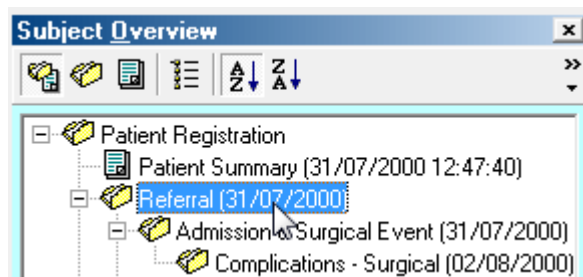 Subject Overview
Patient Registration
Patient Summary (31/07/2000 12:47:40)
Referral (31/07/2000)
Admission & Surgical Event (31/07/2000)
Complications - Surgical (02/08/2000)